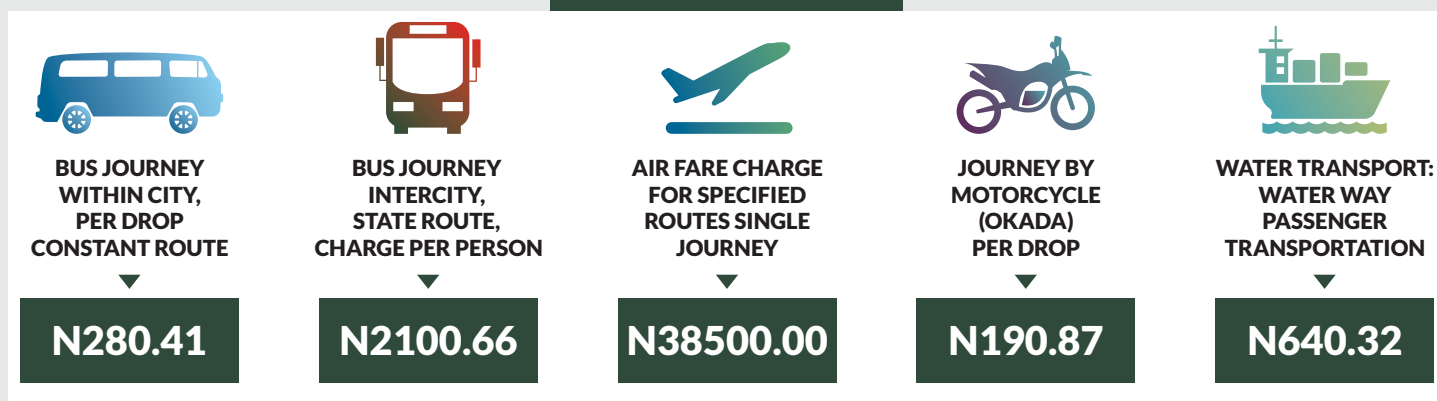 BUS JOURNEY
WITHIN CITY,
PER DROP
CONSTANT ROUTE
N280.41
BUS JOURNEY
INTERCITY,
STATE ROUTE,
CHARGE PER PERSON
N2100.66
AIR FARE CHARGE
FOR SPECIFIED
ROUTES SINGLE
JOURNEY
N38500.00
JOURNEY BY
MOTORCYCLE
(OKADA)
PER DROP
N190.87
WATER TRANSPORT:
WATER WAY
PASSENGER
TRANSPORTATION
N640.32